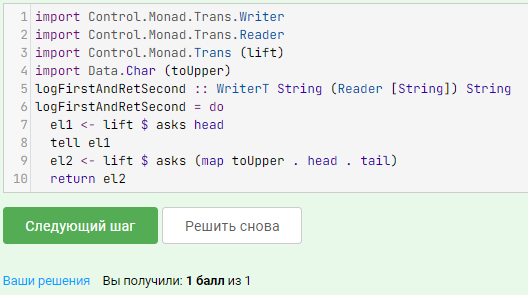 1 import Control.Monad.Trans.Writer
2 import Control.Monad.Trans.Reader
3 import Control.Monad.Trans (lift)
4 import Data.Char (toUpper)
5 logFirstAndRetSecond :: WriterT String (Reader [String]) String
6 logFirstAndRetSecond = do
7   el1 <- lift $ asks head
8   tell el1
9   el2 <- lift $ asks (map toUpper . head . tail)
10   return el2
Следующий шаг Решить снова
Ваши решения Вы получили: 1 балл из 1